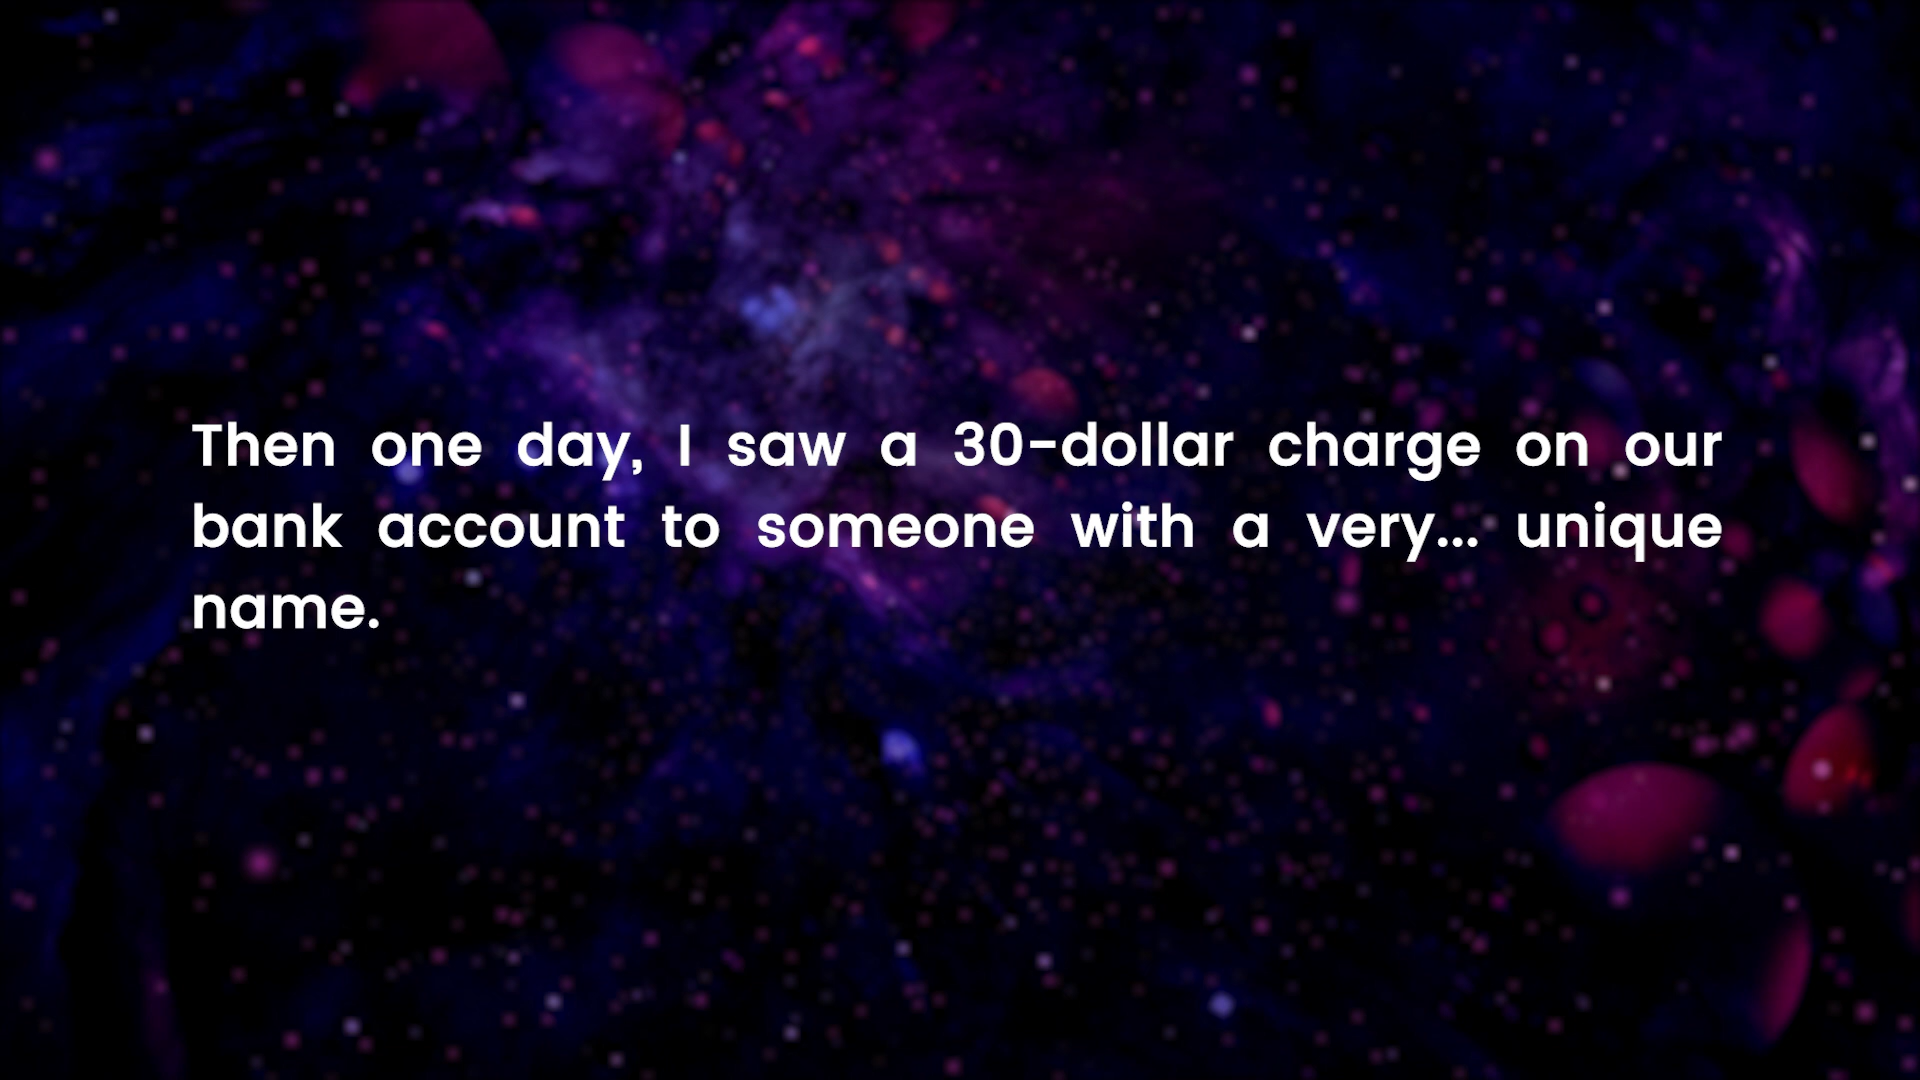 Then one day, I saw a 30-dollar charge on our
bank account to someone with a very... unique
name.